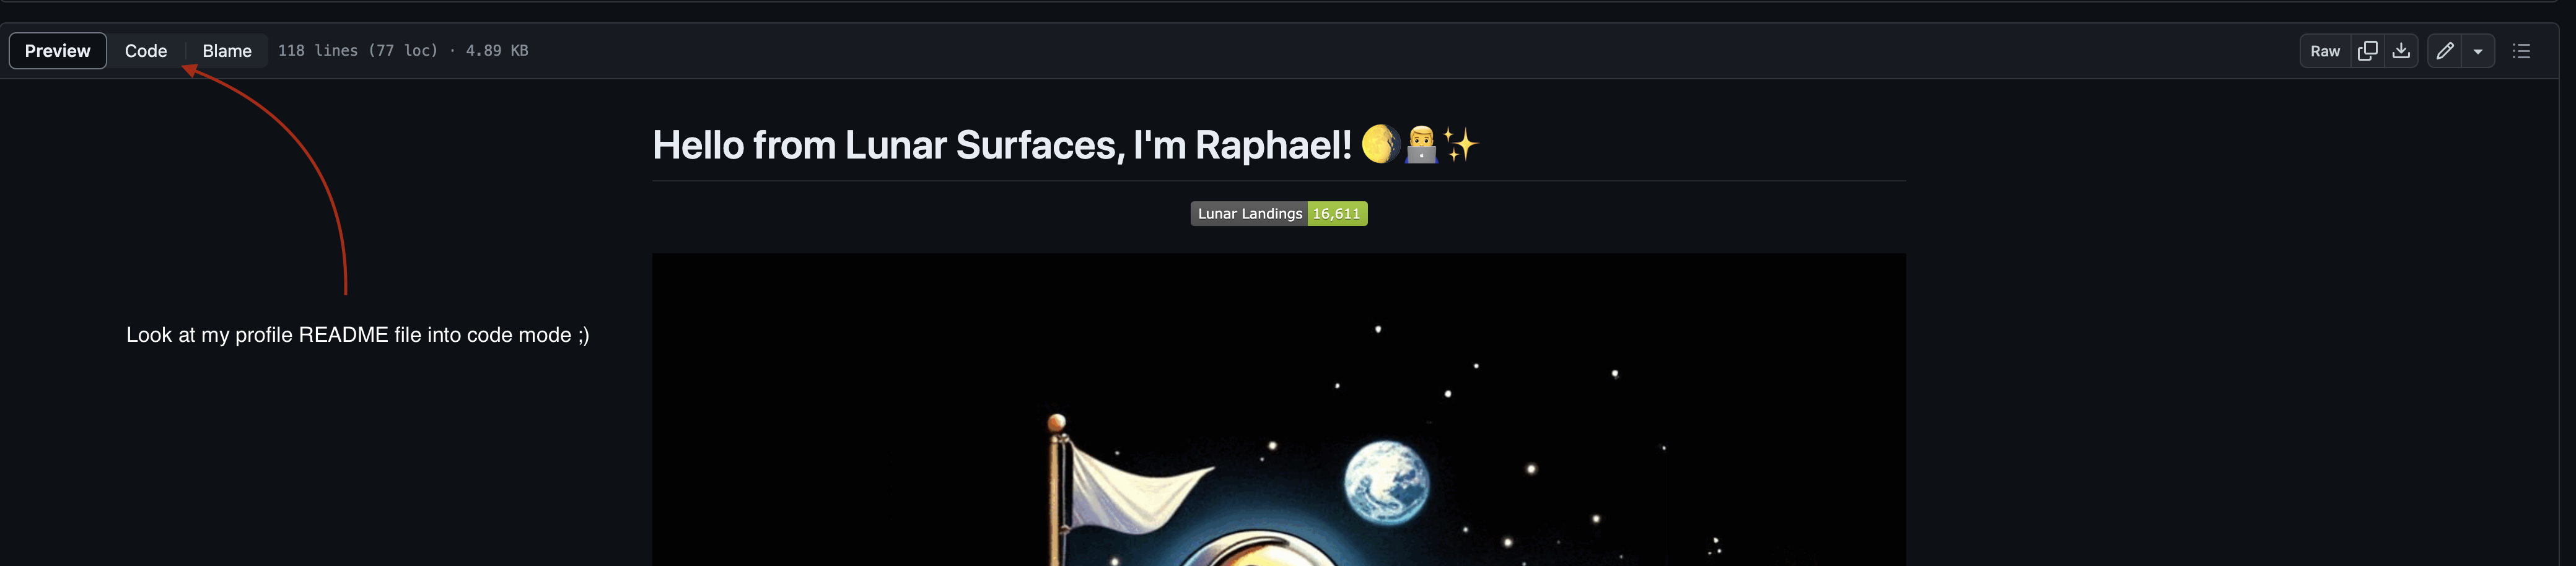 Preview Code Blame 118 lines (77 loc) · 4.89 KB Raw
Hello from Lunar Surfaces, I'm Raphael! 🌖👨‍💻✨
Lunar Landings 16,611
Look at my profile README file into code mode ;)